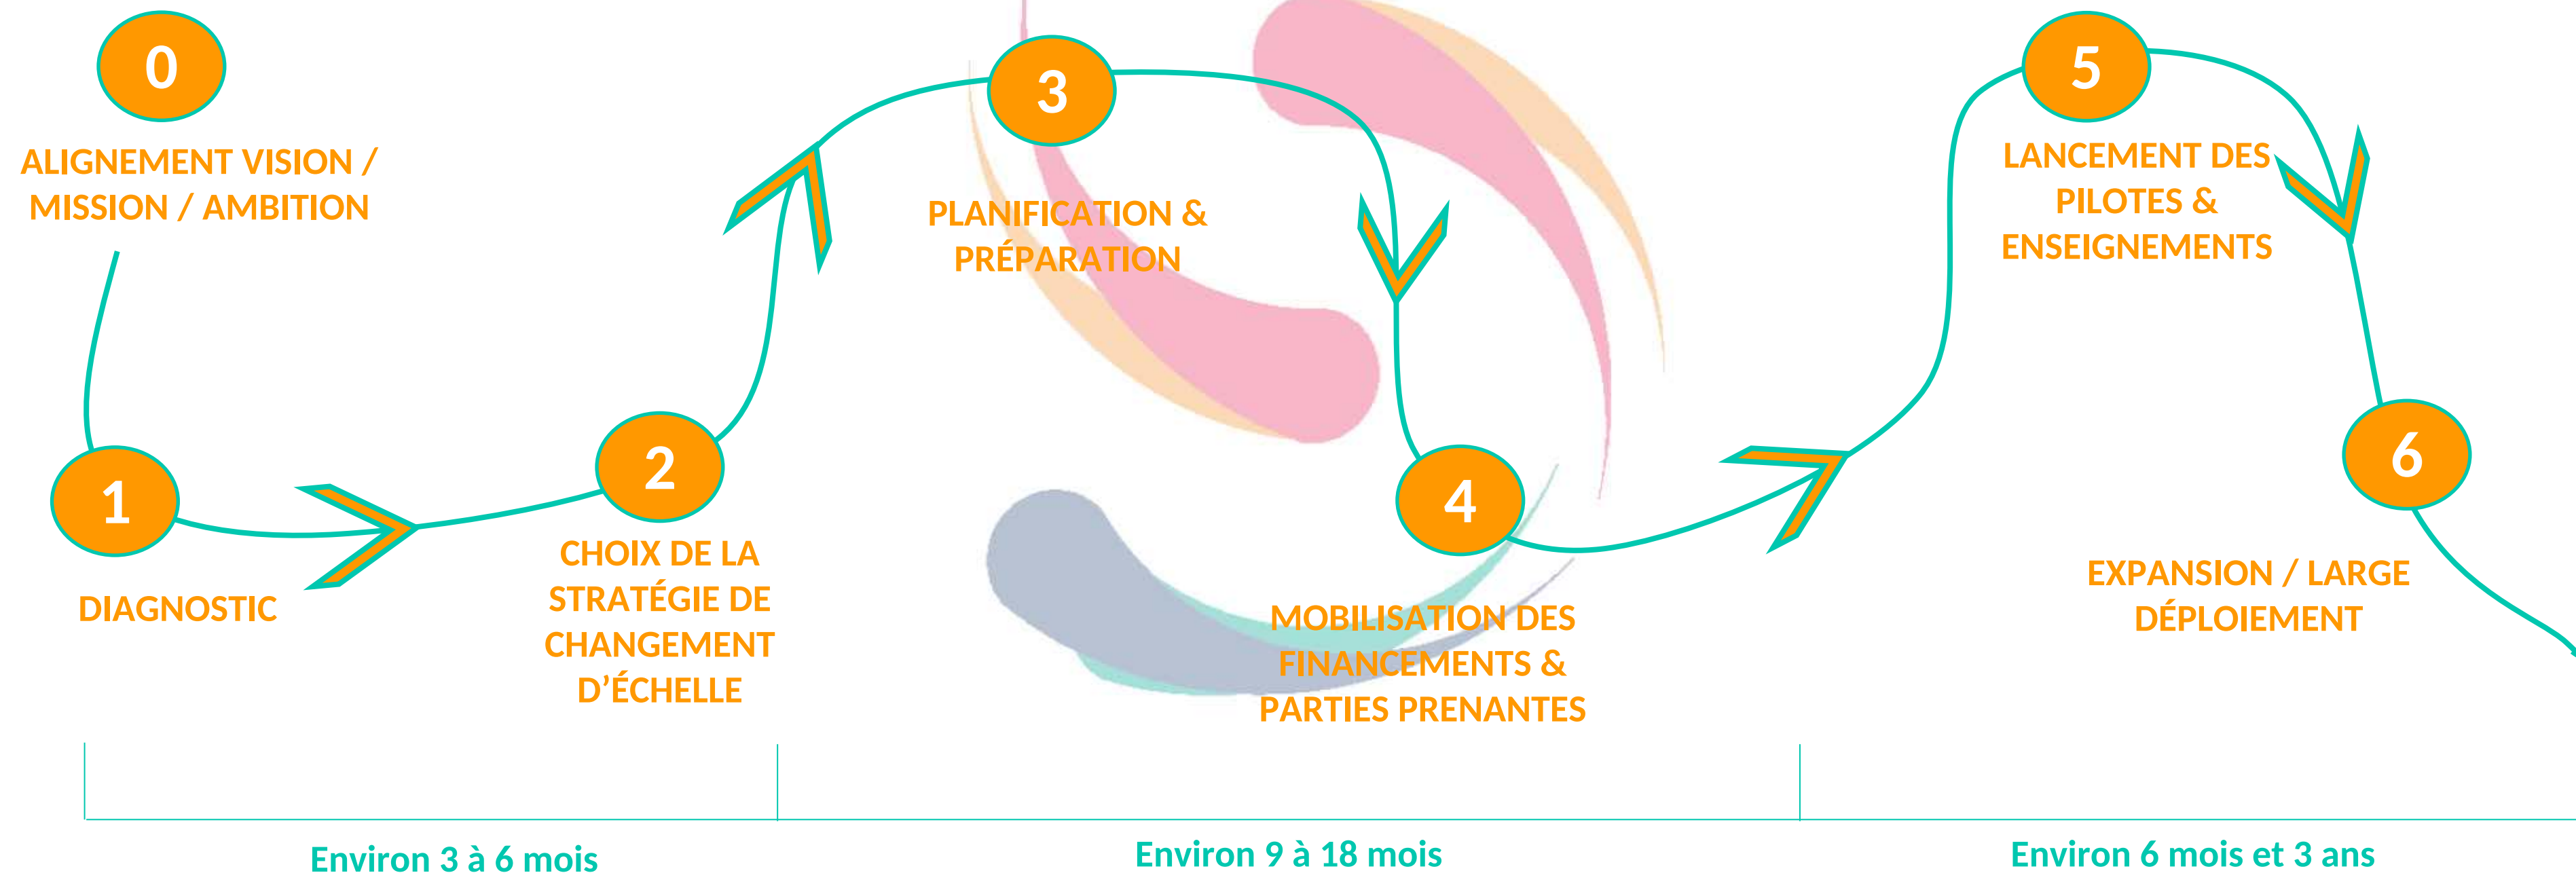 0
ALIGNEMENT VISION /
MISSION / AMBITION
1
DIAGNOSTIC
2
CHOIX DE LA
STRATÉGIE DE
CHANGEMENT
D’ÉCHELLE
3
PLANIFICATION &
PRÉPARATION
4
MOBILISATION DES
FINANCEMENTS &
PARTIES PRENANTES
5
LANCEMENT DES
PILOTES &
ENSEIGNEMENTS
6
EXPANSION / LARGE
DÉPLOIEMENT
Environ 3 à 6 mois
Environ 9 à 18 mois
Environ 6 mois et 3 ans